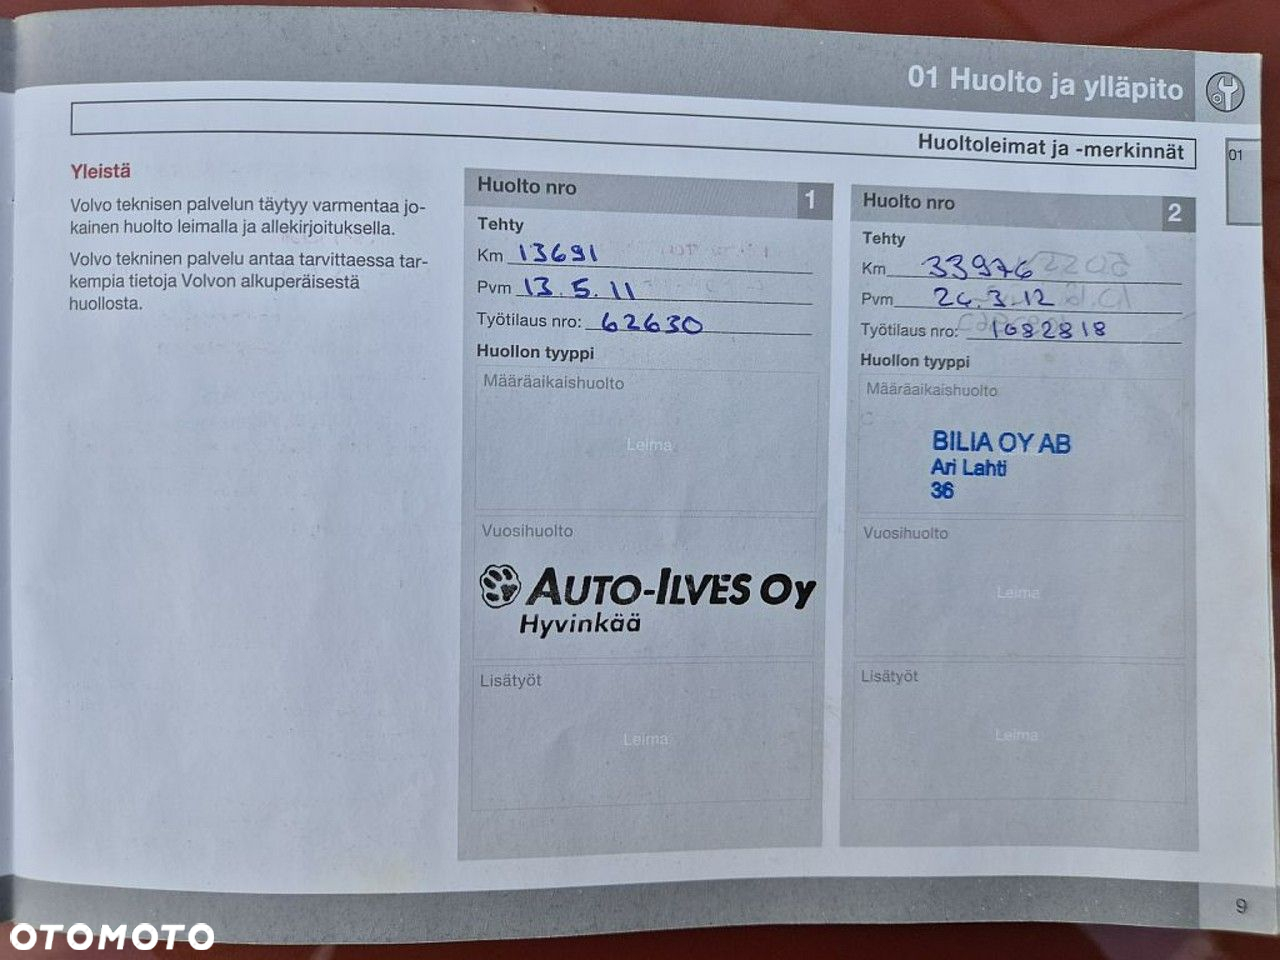 01 Huolto ja ylläpito
Huoltoleimat ja -merkinnät
01
Yleistä
Volvo teknisen palvelun täytyy varmentaa jo-
kainen huolto leimalla ja allekirjoituksella.
Volvo tekninen palvelu antaa tarvittaessa tar-
kempia tietoja Volvon alkuperäisestä
huollosta.
Huolto nro 1
Tehty
Km 13691
Pvm 13.5.11
Työtilaus nro: 62630
Huollon tyyppi
Määräaikaishuolto
Leima
Vuosihuolto
AUTO-ILVES OY
Hyvinkää
Lisätyöt
Leima
Huolto nro 2
Tehty
Km 33976
Pvm 24.3.12
Työtilaus nro: 1082818
Huollon tyyppi
Määräaikaishuolto
BILIA OY AB
Ari Lahti
36
Vuosihuolto
Leima
Lisätyöt
Leima
9
OTOMOTO